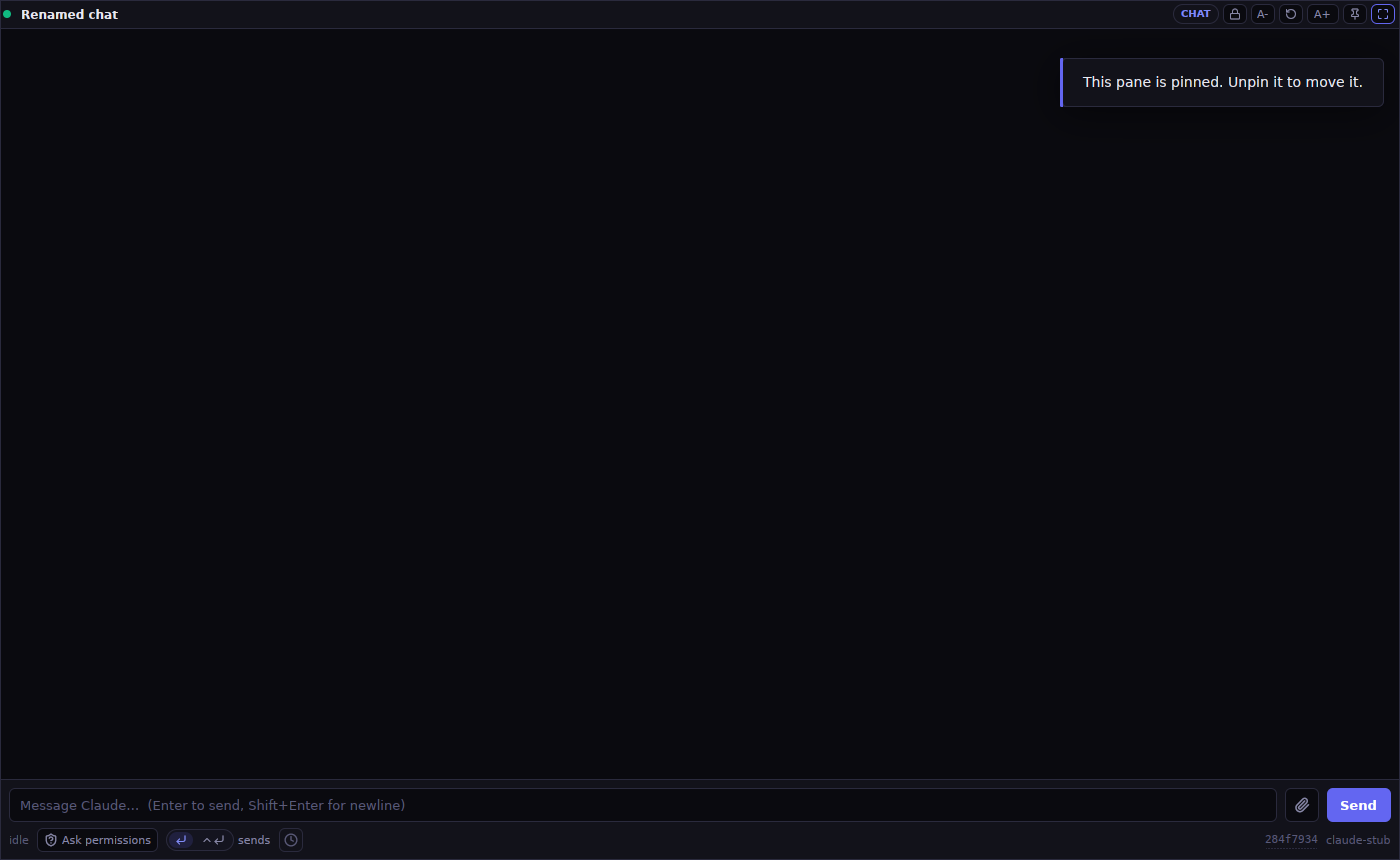 Renamed chat
CHAT
A-
A+
This pane is pinned. Unpin it to move it.
Message Claude... (Enter to send, Shift+Enter for newline)
Send
idle
Ask permissions
sends
284f7934
claude-stub